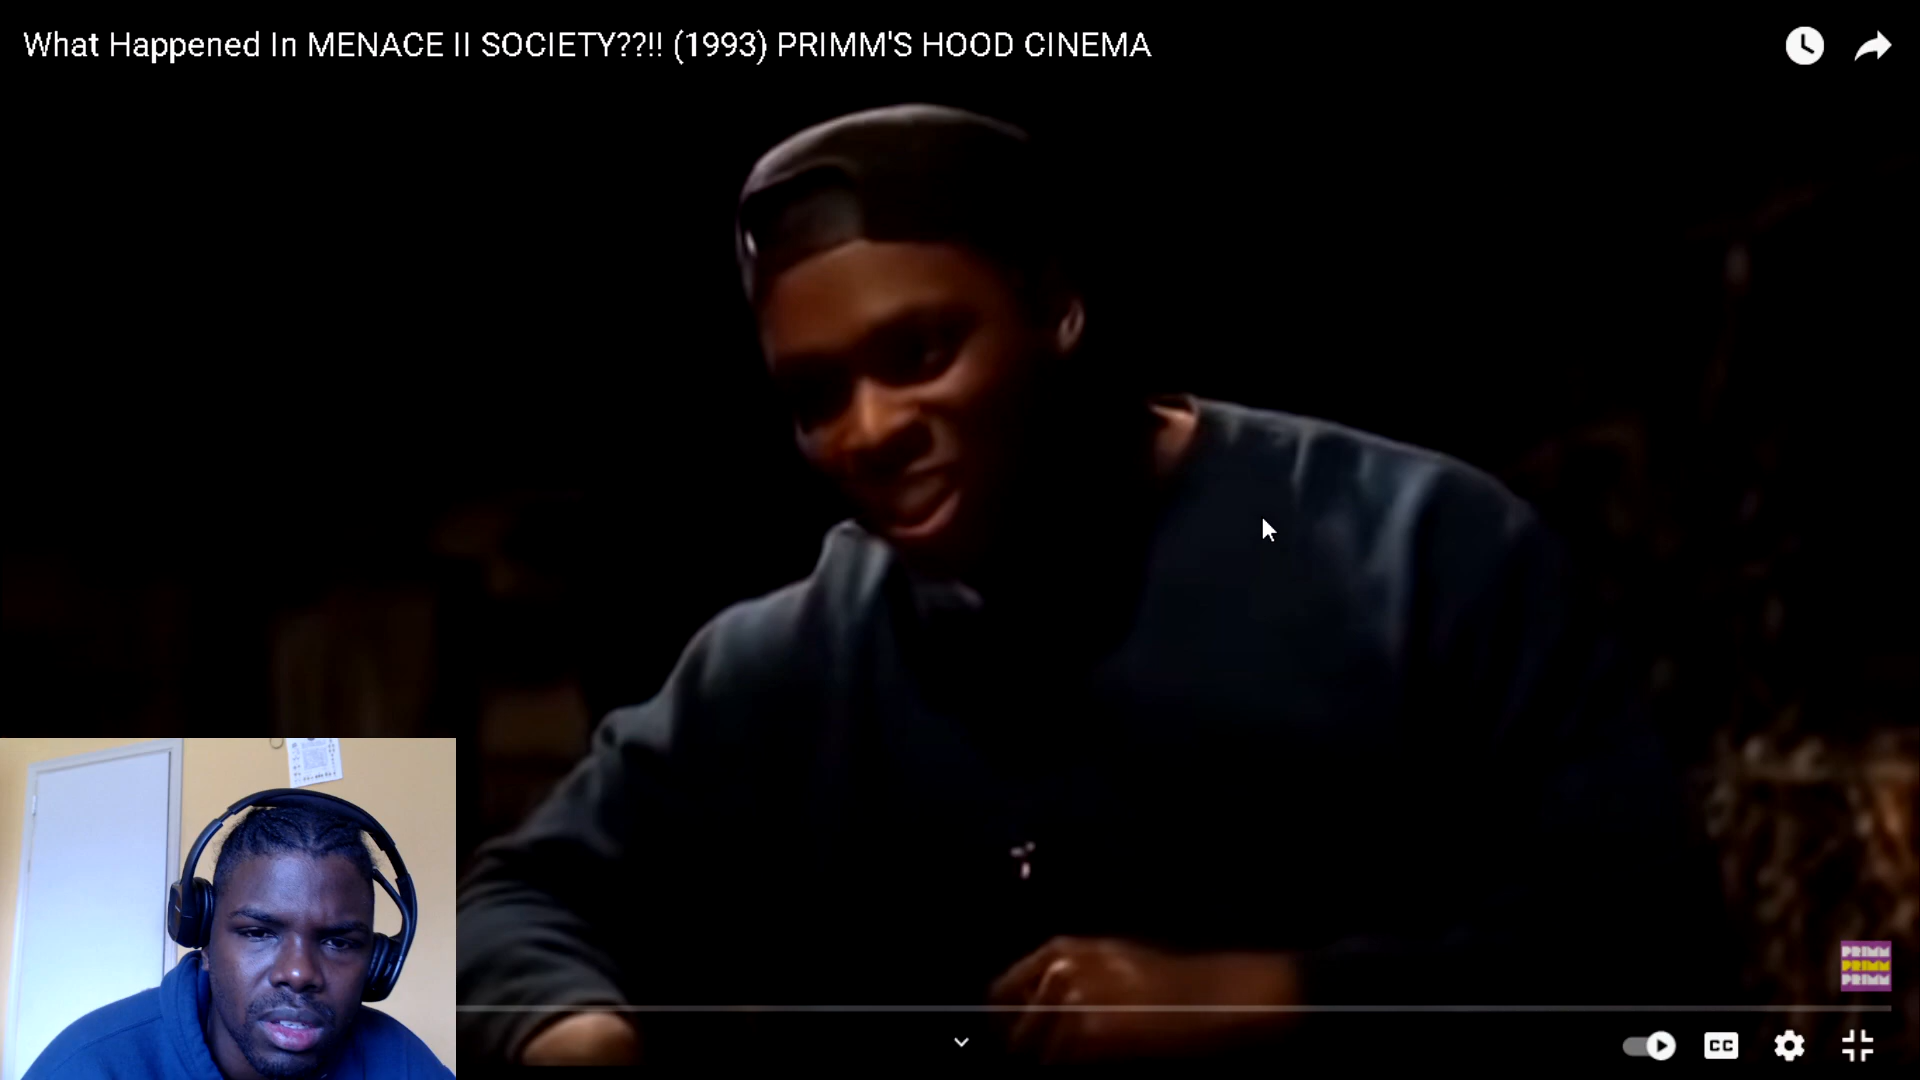 What Happened In MENACE II SOCIETY??!! (1993) PRIMM'S HOOD CINEMA
PRIMM
PRIMM
PRIMM
CC